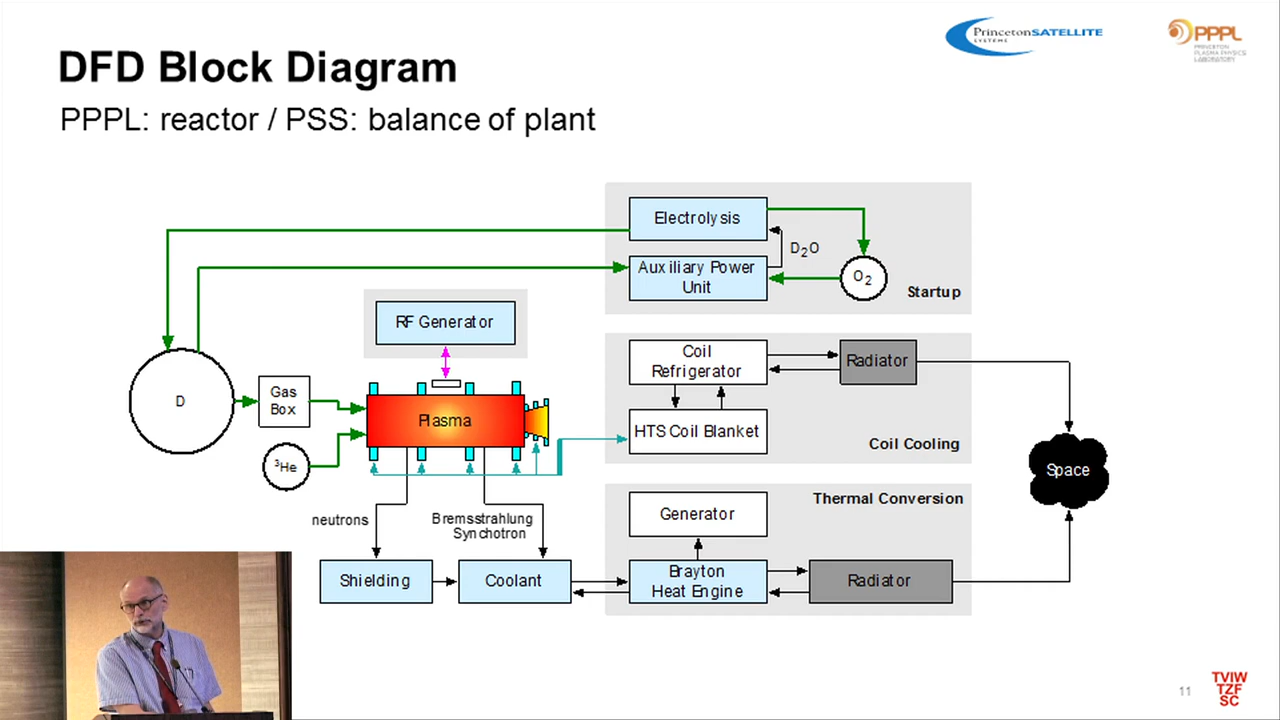 DFD Block Diagram
PrincetonSATELLITE
SYSTEMS
PPPL
PRINCETON
PLASMA PHYSICS
LABORATORY
PPPL: reactor / PSS: balance of plant
Electrolysis
D2O
Auxiliary Power
Unit
O2
Startup
RF Generator
Coil
Refrigerator
Radiator
D
Gas
Box
Plasma
HTS Coil Blanket
Coil Cooling
3He
Space
Thermal Conversion
neutrons
Bremsstrahlung
Synchotron
Generator
Shielding
Coolant
Brayton
Heat Engine
Radiator
11
TVIW
TZF
SC